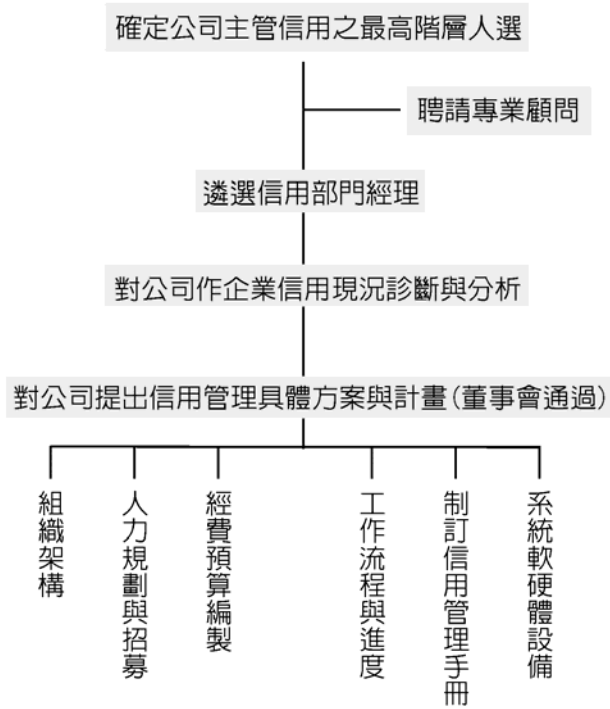 確定公司主管信用之最高階層人選
聘請專業顧問
遴選信用部門經理
對公司作企業信用現況診斷與分析
對公司提出信用管理具體方案與計畫(董事會通過)
組織架構
人力規劃與招募
經費預算編製
工作流程與進度
制訂信用管理手冊
系統軟硬體設備